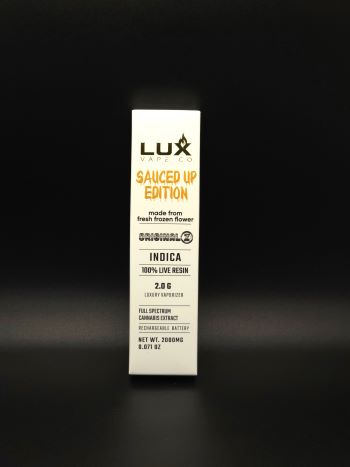 LUX
VAPE CO
SAUCED UP
EDITION
made from
fresh frozen flower
ORIGINAL Z
INDICA
100% LIVE RESIN
2.0 G
LUXURY VAPORIZER
FULL SPECTRUM
CANNABIS EXTRACT
RECHARGEABLE BATTERY
NET WT. 2000MG
0.071 OZ